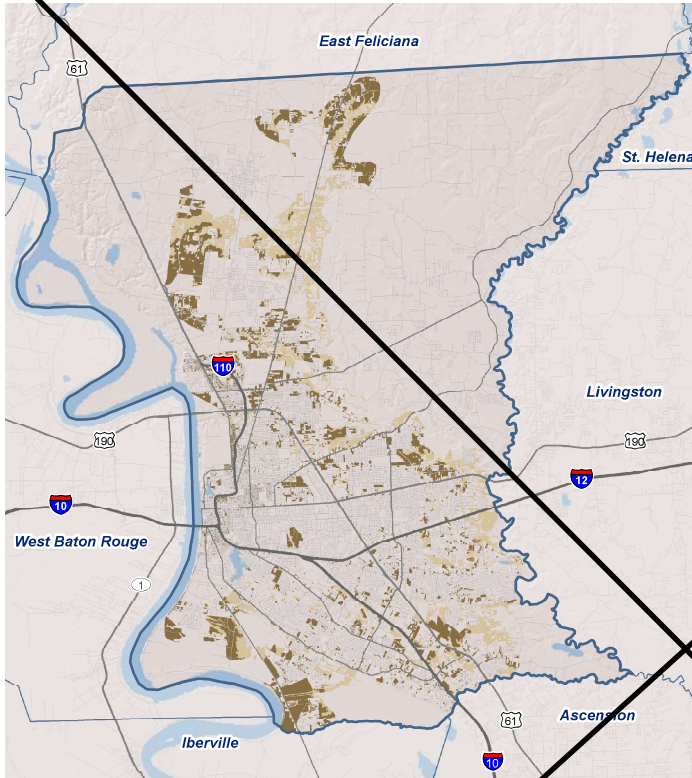 East Feliciana
61
St. Helena
110
Livingston
190
190
12
10
West Baton Rouge
1
Ascension
61
Iberville
10